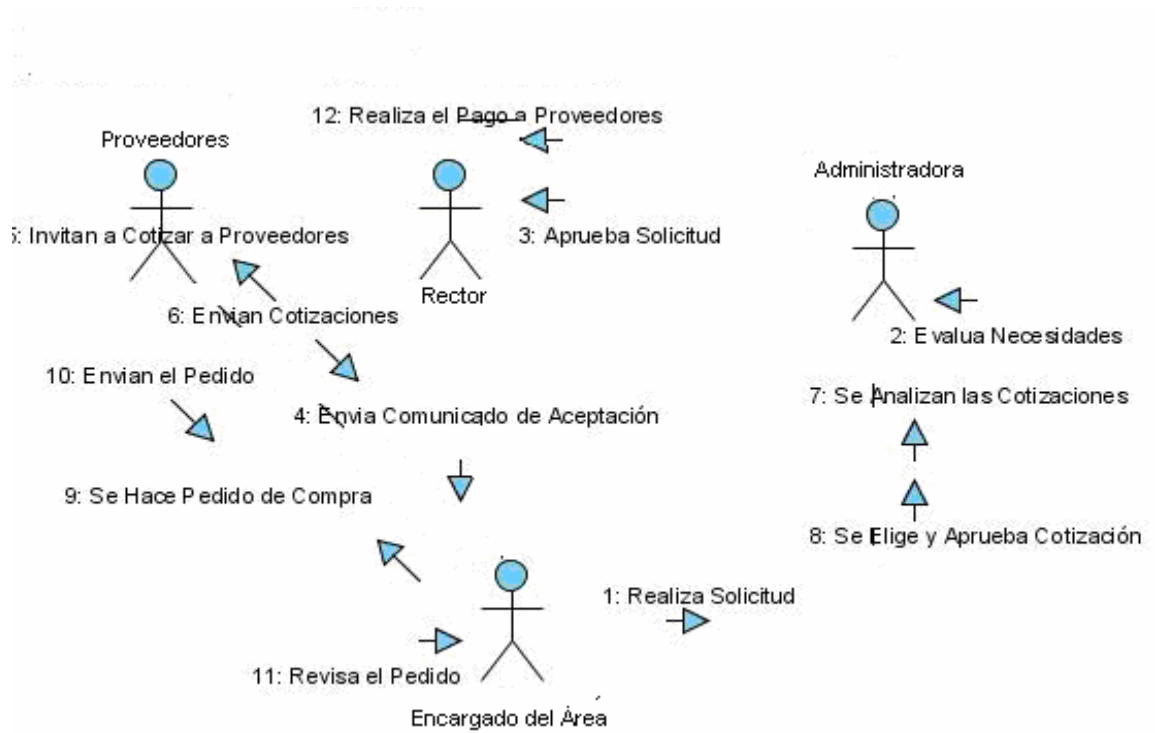 12: Realiza el Pago a Proveedores
Proveedores
Administradora
5: Invitan a Cotizar a Proveedores
3: Aprueba Solicitud
Rector
6: Envian Cotizaciones
2: Evalua Necesidades
10: Envian el Pedido
7: Se Analizan las Cotizaciones
4: Envia Comunicado de Aceptación
9: Se Hace Pedido de Compra
8: Se Elige y Aprueba Cotización
1: Realiza Solicitud
11: Revisa el Pedido
Encargado del Área